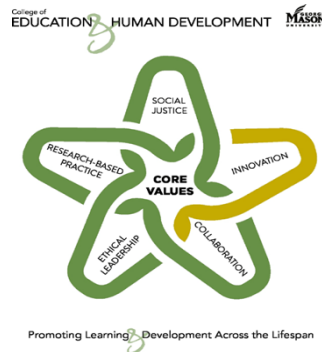 College of
EDUCATION & HUMAN DEVELOPMENT
GEORGE
MASON
UNIVERSITY
SOCIAL
JUSTICE
RESEARCH-BASED
PRACTICE
INNOVATION
CORE
VALUES
ETHICAL
LEADERSHIP
COLLABORATION
Promoting Learning & Development Across the Lifespan